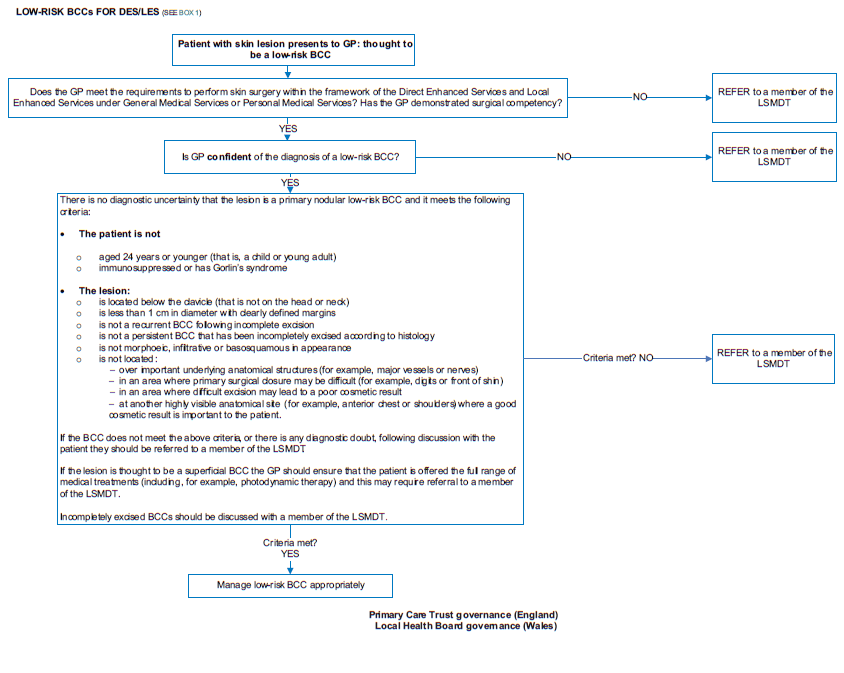 LOW-RISK BCCs FOR DES/LES (SEE BOX 1)
Patient with skin lesion presents to GP: thought to
be a low-risk BCC
Does the GP meet the requirements to perform skin surgery within the framework of the Direct Enhanced Services and Local
Enhanced Services under General Medical Services or Personal Medical Services? Has the GP demonstrated surgical competency?
NO
REFER to a member of the
LSMDT
YES
Is GP confident of the diagnosis of a low-risk BCC?
NO
REFER to a member of the
LSMDT
YES
There is no diagnostic uncertainty that the lesion is a primary nodular low-risk BCC and it meets the following
criteria:
• The patient is not
o aged 24 years or younger (that is, a child or young adult)
o immunosuppressed or has Gorlin's syndrome
• The lesion:
o is located below the clavicle (that is not on the head or neck)
o is less than 1 cm in diameter with clearly defined margins
o is not a recurrent BCC following incomplete excision
o is not a persistent BCC that has been incompletely excised according to histology
o is not morphoeic, infiltrative or basosquamous in appearance
o is not located:
– over important underlying anatomical structures (for example, major vessels or nerves)
– in an area where primary surgical closure may be difficult (for example, digits or front of shin)
– in an area where difficult excision may lead to a poor cosmetic result
– at another highly visible anatomical site (for example, anterior chest or shoulders) where a good
cosmetic result is important to the patient.
If the BCC does not meet the above criteria, or there is any diagnostic doubt, following discussion with the
patient they should be referred to a member of the LSMDT
If the lesion is thought to be a superficial BCC the GP should ensure that the patient is offered the full range of
medical treatments (including, for example, photodynamic therapy) and this may require referral to a member
of the LSMDT.
Incompletely excised BCCs should be discussed with a member of the LSMDT.
Criteria met? NO
REFER to a member of the
LSMDT
Criteria met?
YES
Manage low-risk BCC appropriately
Primary Care Trust governance (England)
Local Health Board governance (Wales)